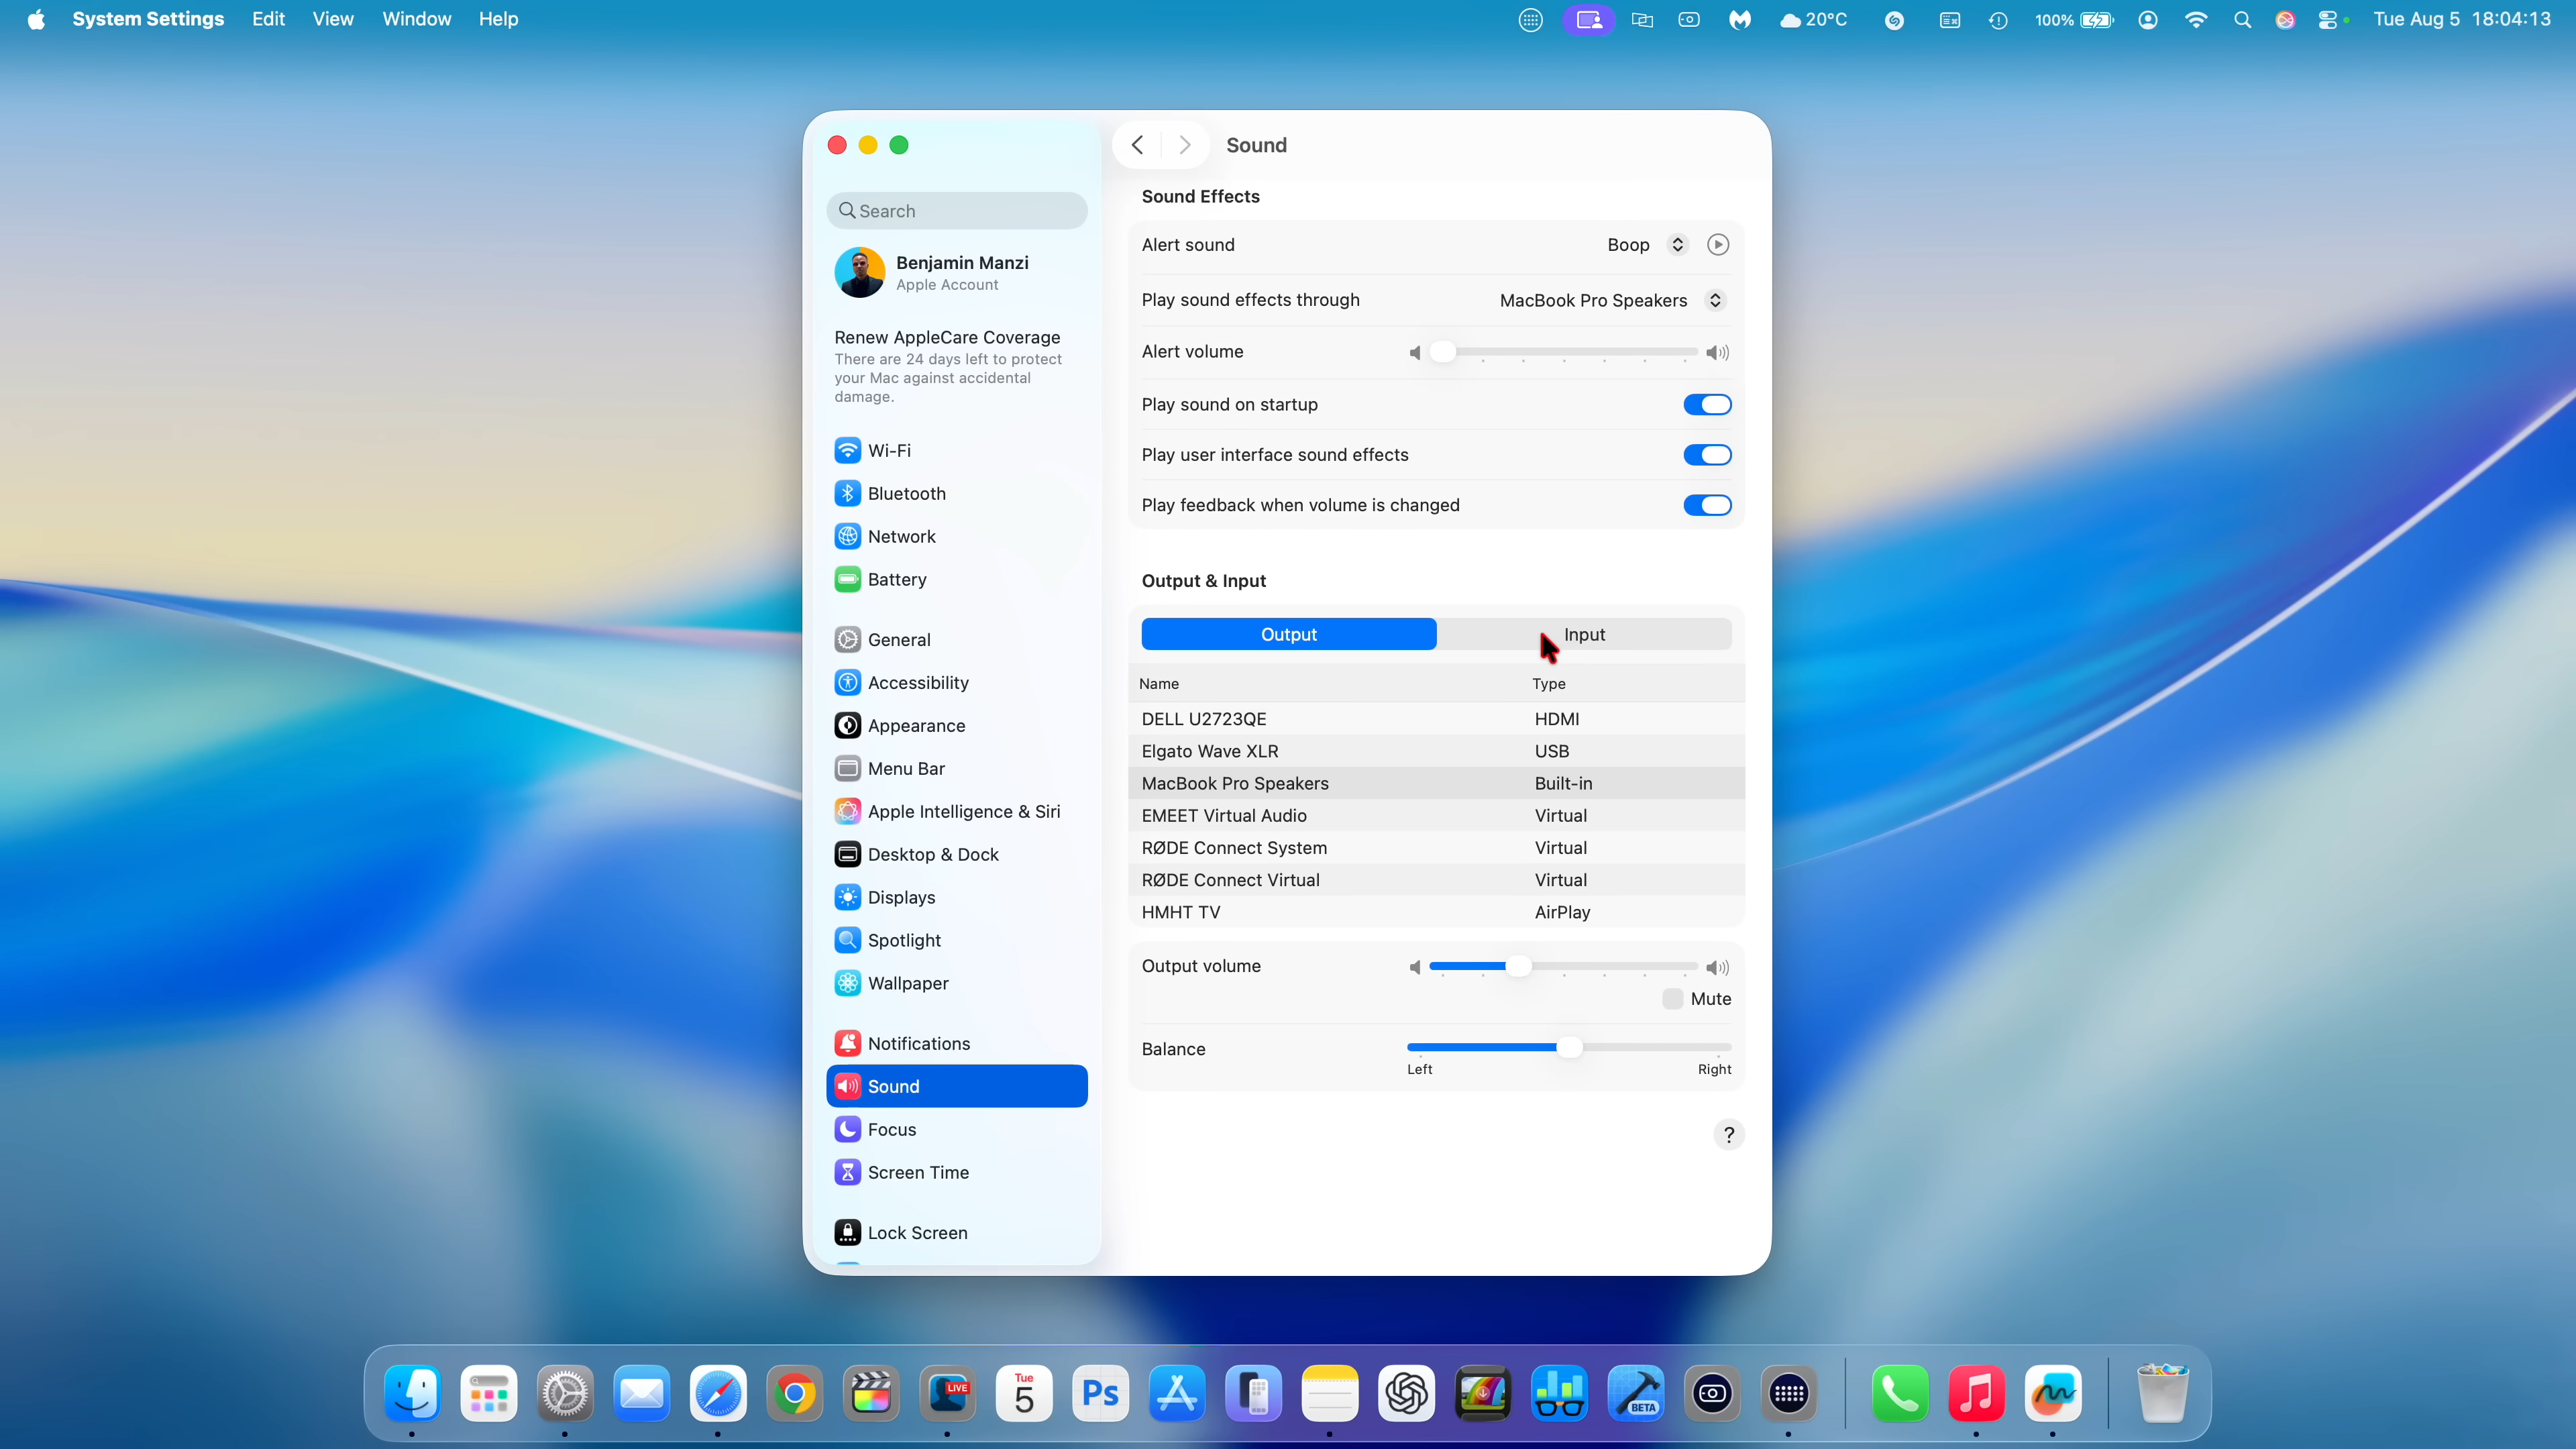 System Settings Edit View Window Help
20°C 100% Tue Aug 5 18:04:13
Search
Benjamin Manzi
Apple Account
Renew AppleCare Coverage
There are 24 days left to protect
your Mac against accidental
damage.
Wi-Fi
Bluetooth
Network
Battery
General
Accessibility
Appearance
Menu Bar
Apple Intelligence & Siri
Desktop & Dock
Displays
Spotlight
Wallpaper
Notifications
Sound
Focus
Screen Time
Lock Screen
Sound
Sound Effects
Alert sound Boop
Play sound effects through MacBook Pro Speakers
Alert volume
Play sound on startup
Play user interface sound effects
Play feedback when volume is changed
Output & Input
Output Input
Name Type
DELL U2723QE HDMI
Elgato Wave XLR USB
MacBook Pro Speakers Built-in
EMEET Virtual Audio Virtual
RØDE Connect System Virtual
RØDE Connect Virtual Virtual
HMHT TV AirPlay
Output volume
Mute
Balance
Left Right
?
LIVE
Tue
5
Ps
BETA